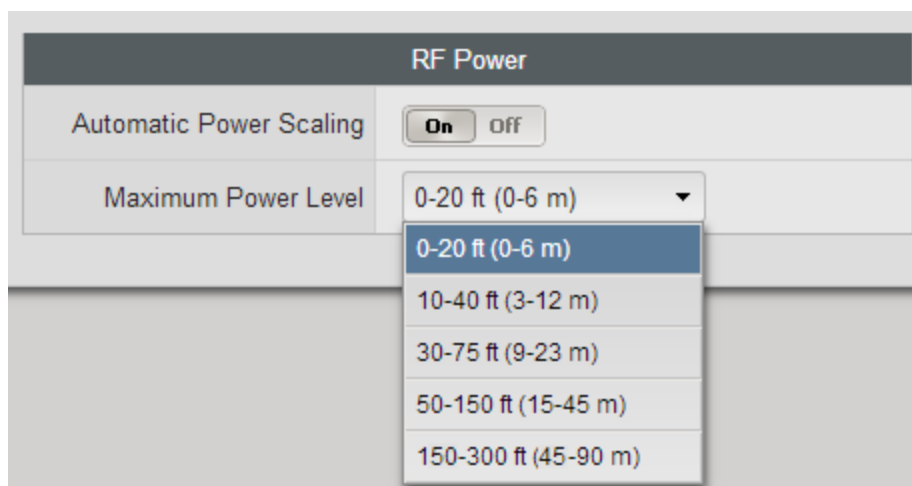 RF Power
Automatic Power Scaling On Off
Maximum Power Level 0-20 ft (0-6 m)
0-20 ft (0-6 m)
10-40 ft (3-12 m)
30-75 ft (9-23 m)
50-150 ft (15-45 m)
150-300 ft (45-90 m)